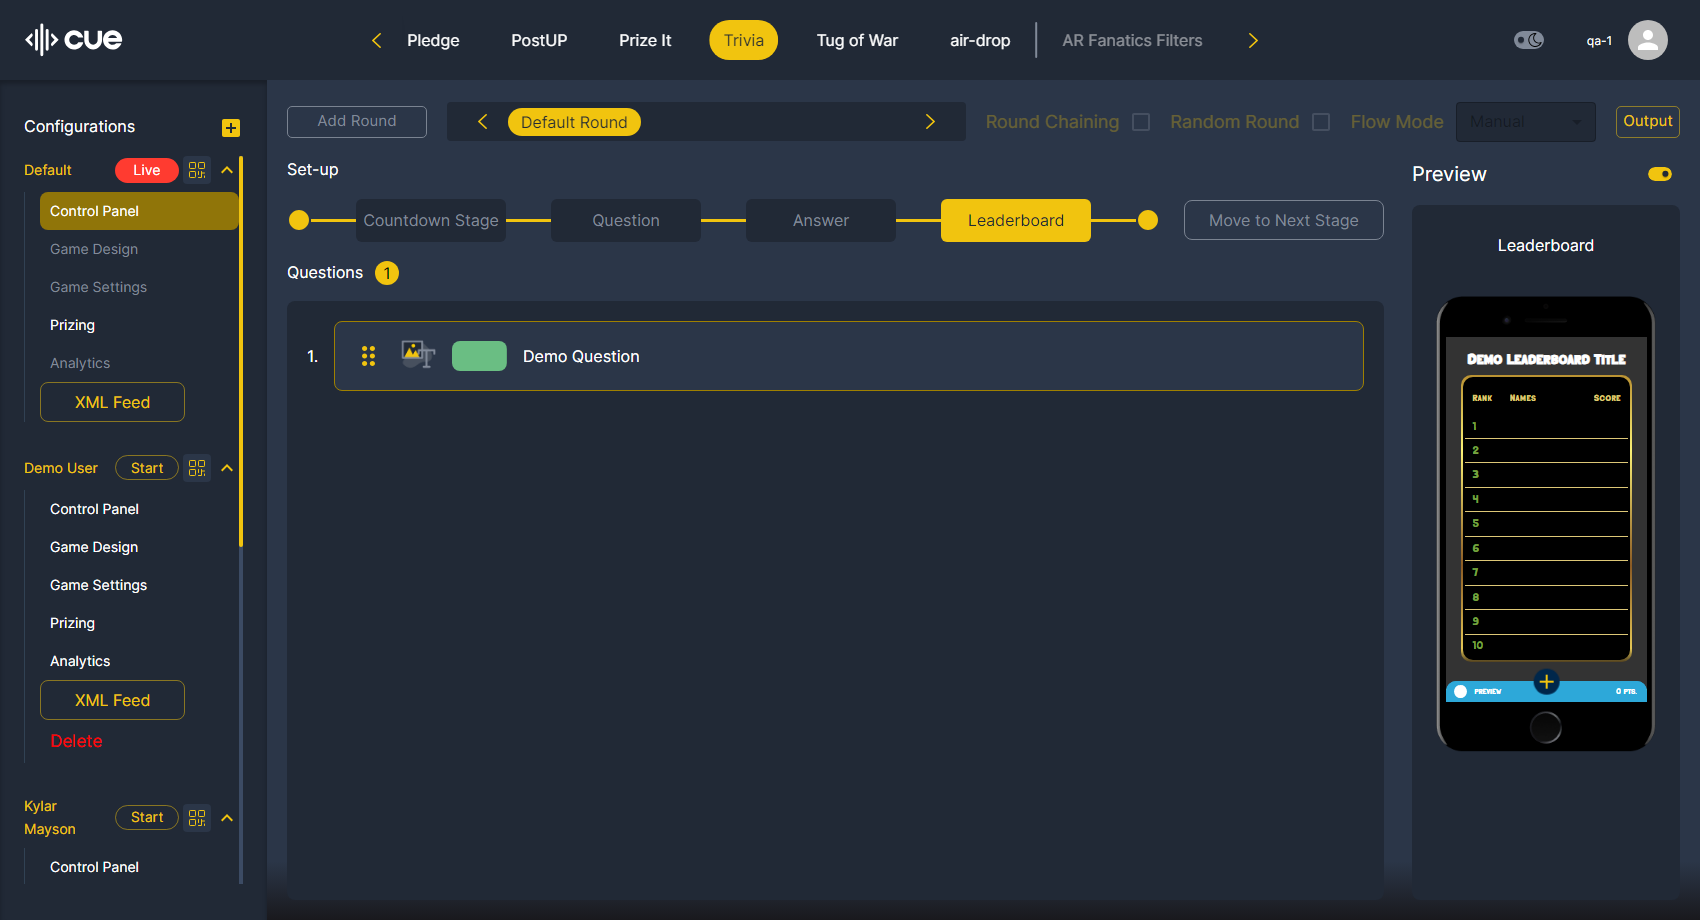 cue
Pledge
PostUP
Prize It
Trivia
Tug of War
air-drop
AR Fanatics Filters
qa-1
Configurations
Default
Live
Control Panel
Game Design
Game Settings
Prizing
Analytics
XML Feed
Demo User
Start
Control Panel
Game Design
Game Settings
Prizing
Analytics
XML Feed
Delete
Kylar
Mayson
Start
Control Panel
Add Round
Default Round
Round Chaining
Random Round
Flow Mode
Manual
Output
Set-up
Countdown Stage
Question
Answer
Leaderboard
Move to Next Stage
Questions 1
1.
Demo Question
Preview
Leaderboard
Demo Leaderboard Title
Rank Names Score
1
2
3
4
5
6
7
8
9
10
PREVIEW
0 PTS.